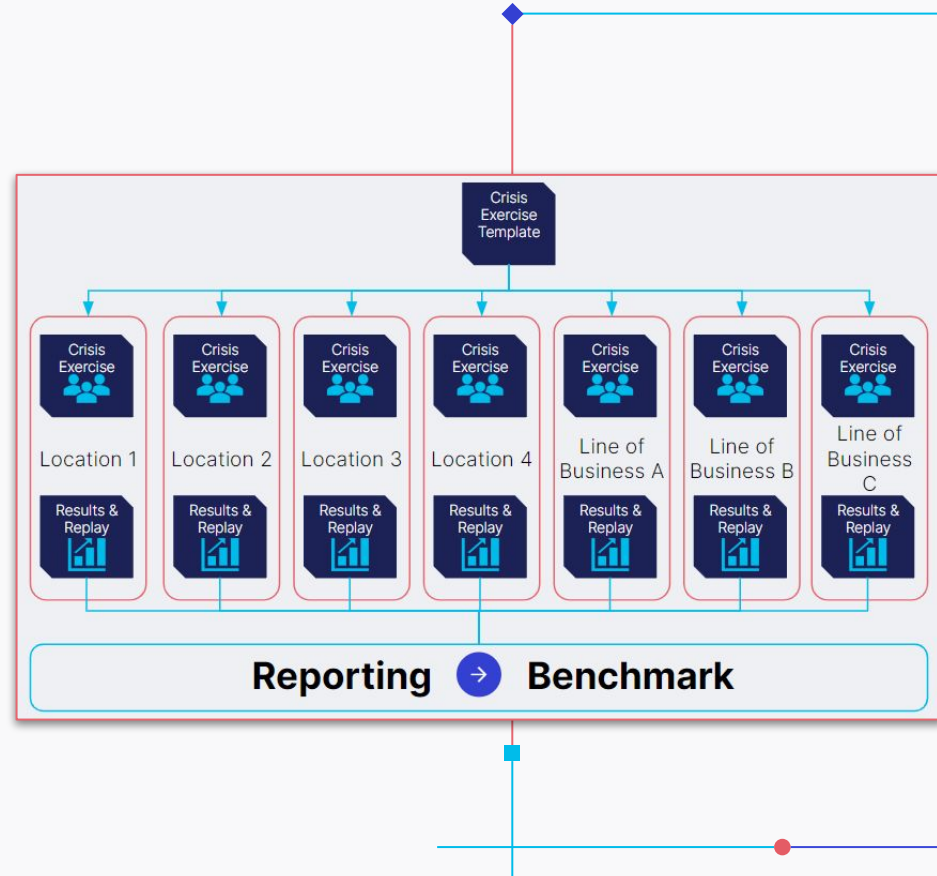 Crisis
Exercise
Template
Crisis
Exercise
Crisis
Exercise
Crisis
Exercise
Crisis
Exercise
Crisis
Exercise
Crisis
Exercise
Crisis
Exercise
Location 1
Location 2
Location 3
Location 4
Line of
Business A
Line of
Business B
Line of
Business
C
Results &
Replay
Results &
Replay
Results &
Replay
Results &
Replay
Results &
Replay
Results &
Replay
Results &
Replay
Reporting
Benchmark